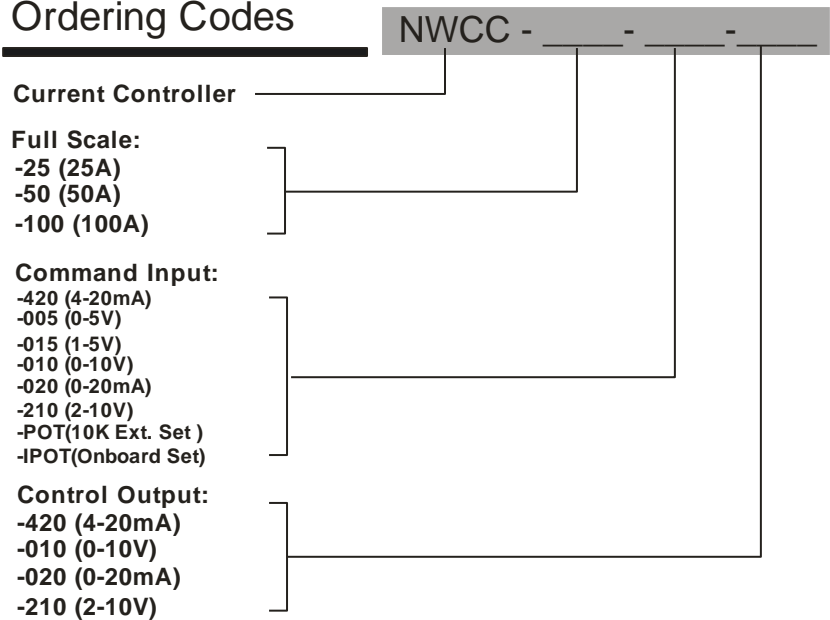 Ordering Codes
NWCC - ____- ____-____
Current Controller
Full Scale:
-25 (25A)
-50 (50A)
-100 (100A)
Command Input:
-420 (4-20mA)
-005 (0-5V)
-015 (1-5V)
-010 (0-10V)
-020 (0-20mA)
-210 (2-10V)
-POT(10K Ext. Set )
-IPOT(Onboard Set)
Control Output:
-420 (4-20mA)
-010 (0-10V)
-020 (0-20mA)
-210 (2-10V)